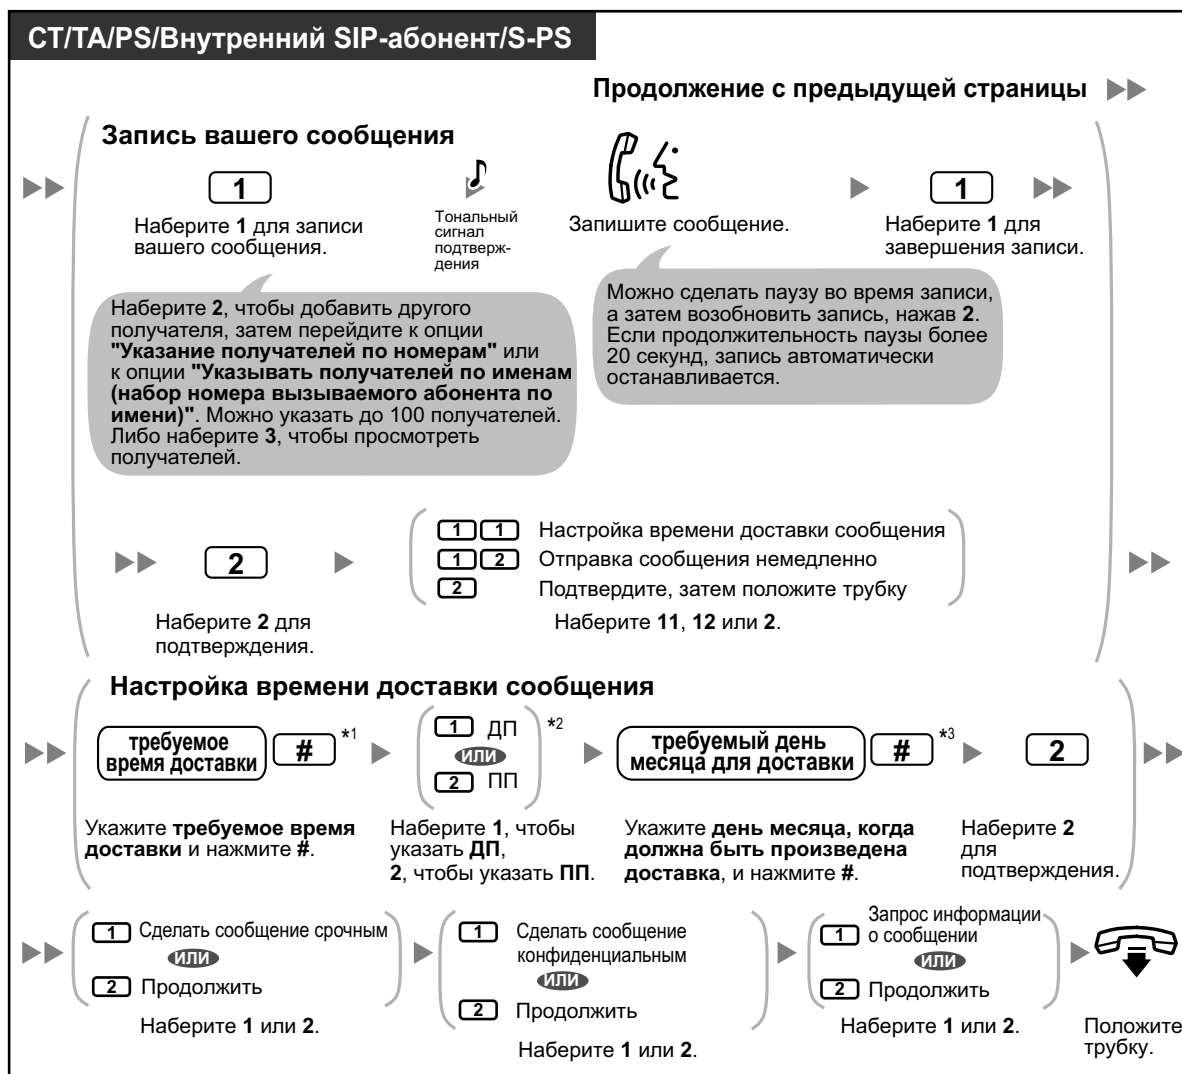 СТ/ТА/PS/Внутренний SIP-абонент/S-PS
Продолжение с предыдущей страницы
Запись вашего сообщения
1
Наберите 1 для записи
вашего сообщения.
Тональный
сигнал
подтверж-
дения
Запишите сообщение.
1
Наберите 1 для
завершения записи.
Наберите 2, чтобы добавить другого
получателя, затем перейдите к опции
"Указание получателей по номерам" или
к опции "Указывать получателей по именам
(набор номера вызываемого абонента по
имени)". Можно указать до 100 получателей.
Либо наберите 3, чтобы просмотреть
получателей.
Можно сделать паузу во время записи,
а затем возобновить запись, нажав 2.
Если продолжительность паузы более
20 секунд, запись автоматически
останавливается.
2
Наберите 2 для
подтверждения.
1 1 Настройка времени доставки сообщения
1 2 Отправка сообщения немедленно
2 Подтвердите, затем положите трубку
Наберите 11, 12 или 2.
Настройка времени доставки сообщения
требуемое
время доставки # *1
Укажите требуемое время
доставки и нажмите #.
1 ДП *2
ИЛИ
2 ПП
Наберите 1, чтобы
указать ДП,
2, чтобы указать ПП.
требуемый день
месяца для доставки # *3
Укажите день месяца, когда
должна быть произведена
доставка, и нажмите #.
2
Наберите 2
для
подтверждения.
1 Сделать сообщение срочным
ИЛИ
2 Продолжить
Наберите 1 или 2.
1 Сделать сообщение
конфиденциальным
ИЛИ
2 Продолжить
Наберите 1 или 2.
Запрос информации
1 о сообщении
ИЛИ
2 Продолжить
Наберите 1 или 2.
Положите
трубку.